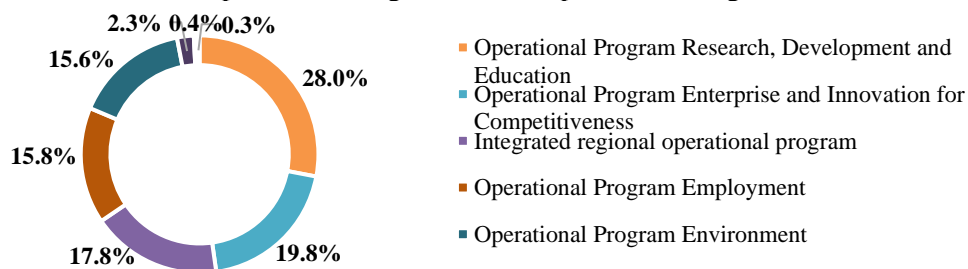 2.3% 0.4% 0.3%
15.6%
28.0%
15.8%
17.8%
19.8%
Operational Program Research, Development and
Education
Operational Program Enterprise and Innovation for
Competitiveness
Integrated regional operational program
Operational Program Employment
Operational Program Environment